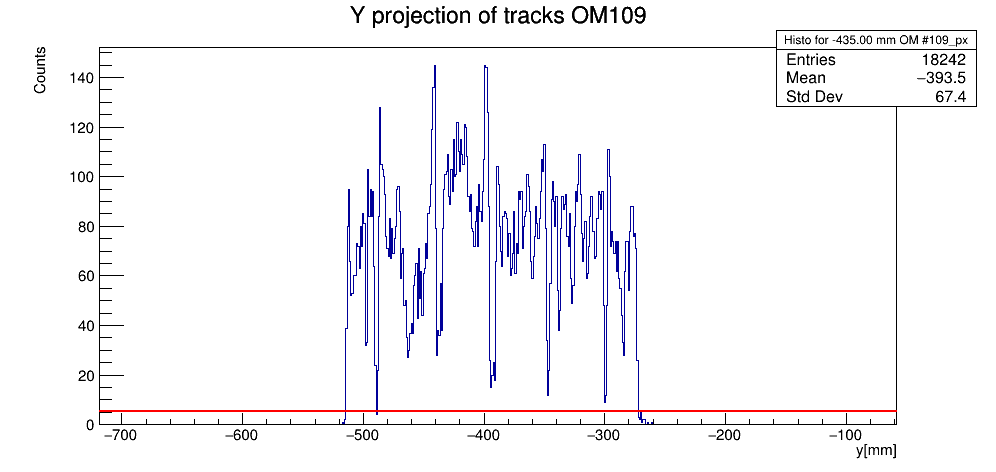 Y projection of tracks OM109
Histo for -435.00 mm OM #109_px
Entries 18242
Mean −393.5
Std Dev 67.4
Counts
140
120
100
80
60
40
20
0
−700 −600 −500 −400 −300 −200 −100
y[mm]